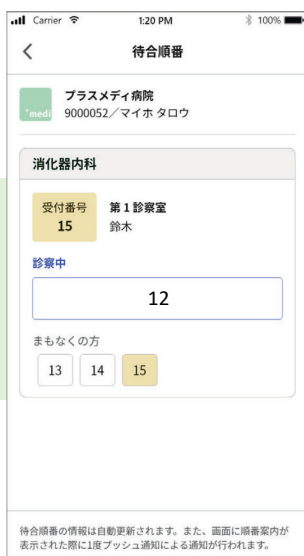 Carrier 1:20 PM 100%
待合順番
プラスメディ病院
medi 9000052／マイホ タロウ
消化器内科
受付番号 第1診察室
15 鈴木
診察中
12
まもなくの方
13 14 15
待合順番の情報は自動更新されます。また、画面に順番案内が
表示された際に1度プッシュ通知による通知が行われます。